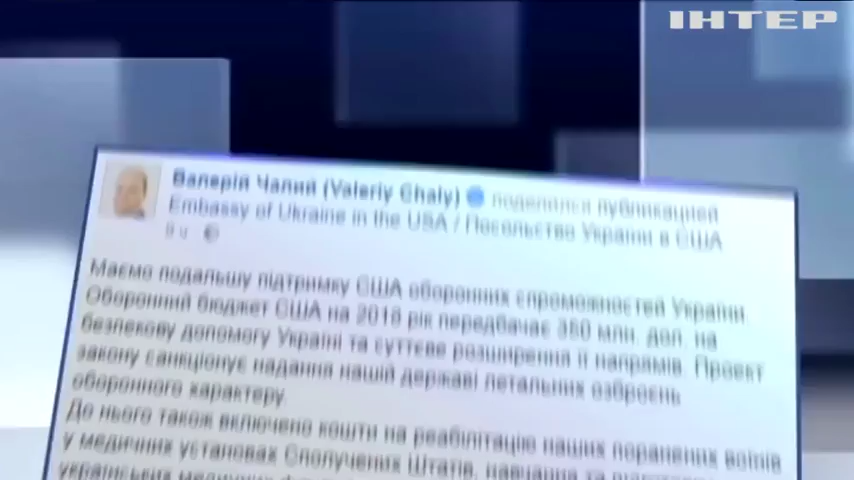 ІНТЕР
Валерій Чалий (Valeriy Chaly) поделился публикацией
Embassy of Ukraine in the USA / Посольство України в США
Маємо подальшу підтримку США оборонних спроможностей України.
Оборонний бюджет США на 2018 рік передбачає 350 млн. дол. на
безпекову допомогу Україні та суттєве розширення її напрямів. Проект
закону санкціонує надання нашій державі летальних озброєнь
оборонного характеру.
До нього також включено кошти на реабілітацію наших поранених воїнів
у медичних установах Сполучених Штатів, навчання та
українських